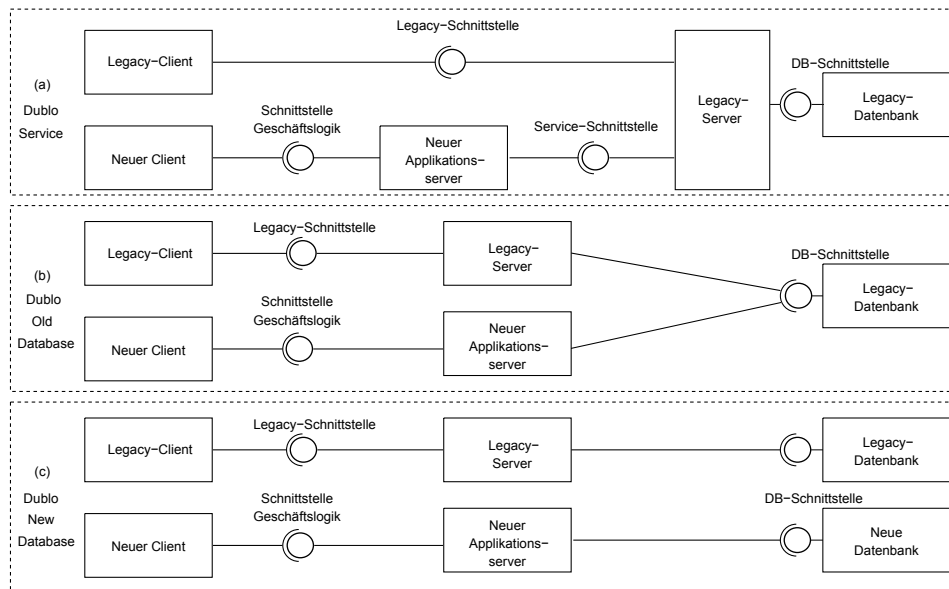 (a)
Dublo
Service
Legacy−Client
Legacy−Schnittstelle
Neuer Client
Schnittstelle
Geschäftslogik
Neuer
Applikations−
server
Service−Schnittstelle
Legacy−
Server
DB−Schnittstelle
Legacy−
Datenbank
(b)
Dublo
Old
Database
Legacy−Client
Legacy−Schnittstelle
Legacy−
Server
Neuer Client
Schnittstelle
Geschäftslogik
Neuer
Applikations−
server
DB−Schnittstelle
Legacy−
Datenbank
(c)
Dublo
New
Database
Legacy−Client
Legacy−Schnittstelle
Legacy−
Server
Legacy−
Datenbank
Neuer Client
Schnittstelle
Geschäftslogik
Neuer
Applikations−
server
DB−Schnittstelle
Neue
Datenbank